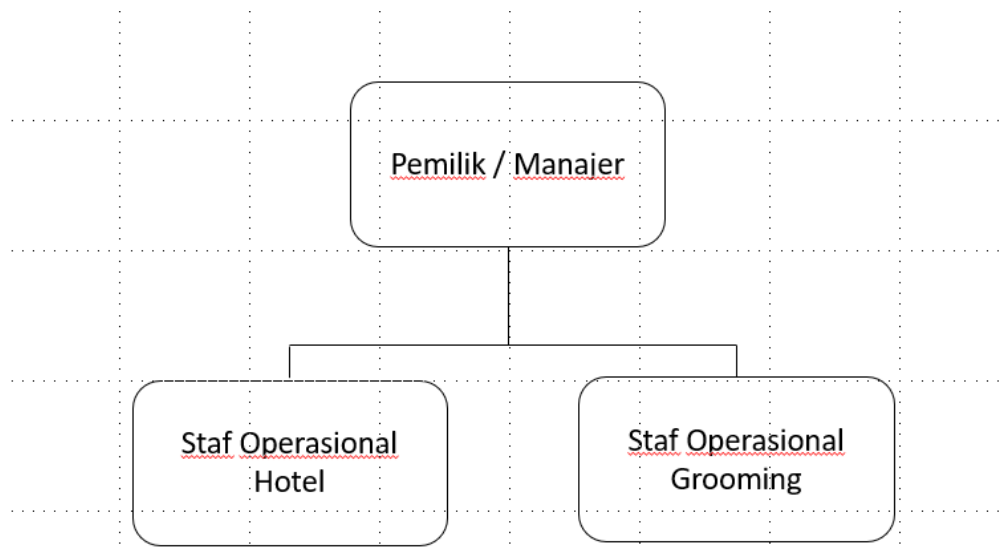 Pemilik / Manajer
Staf Operasional
Hotel
Staf Operasional
Grooming